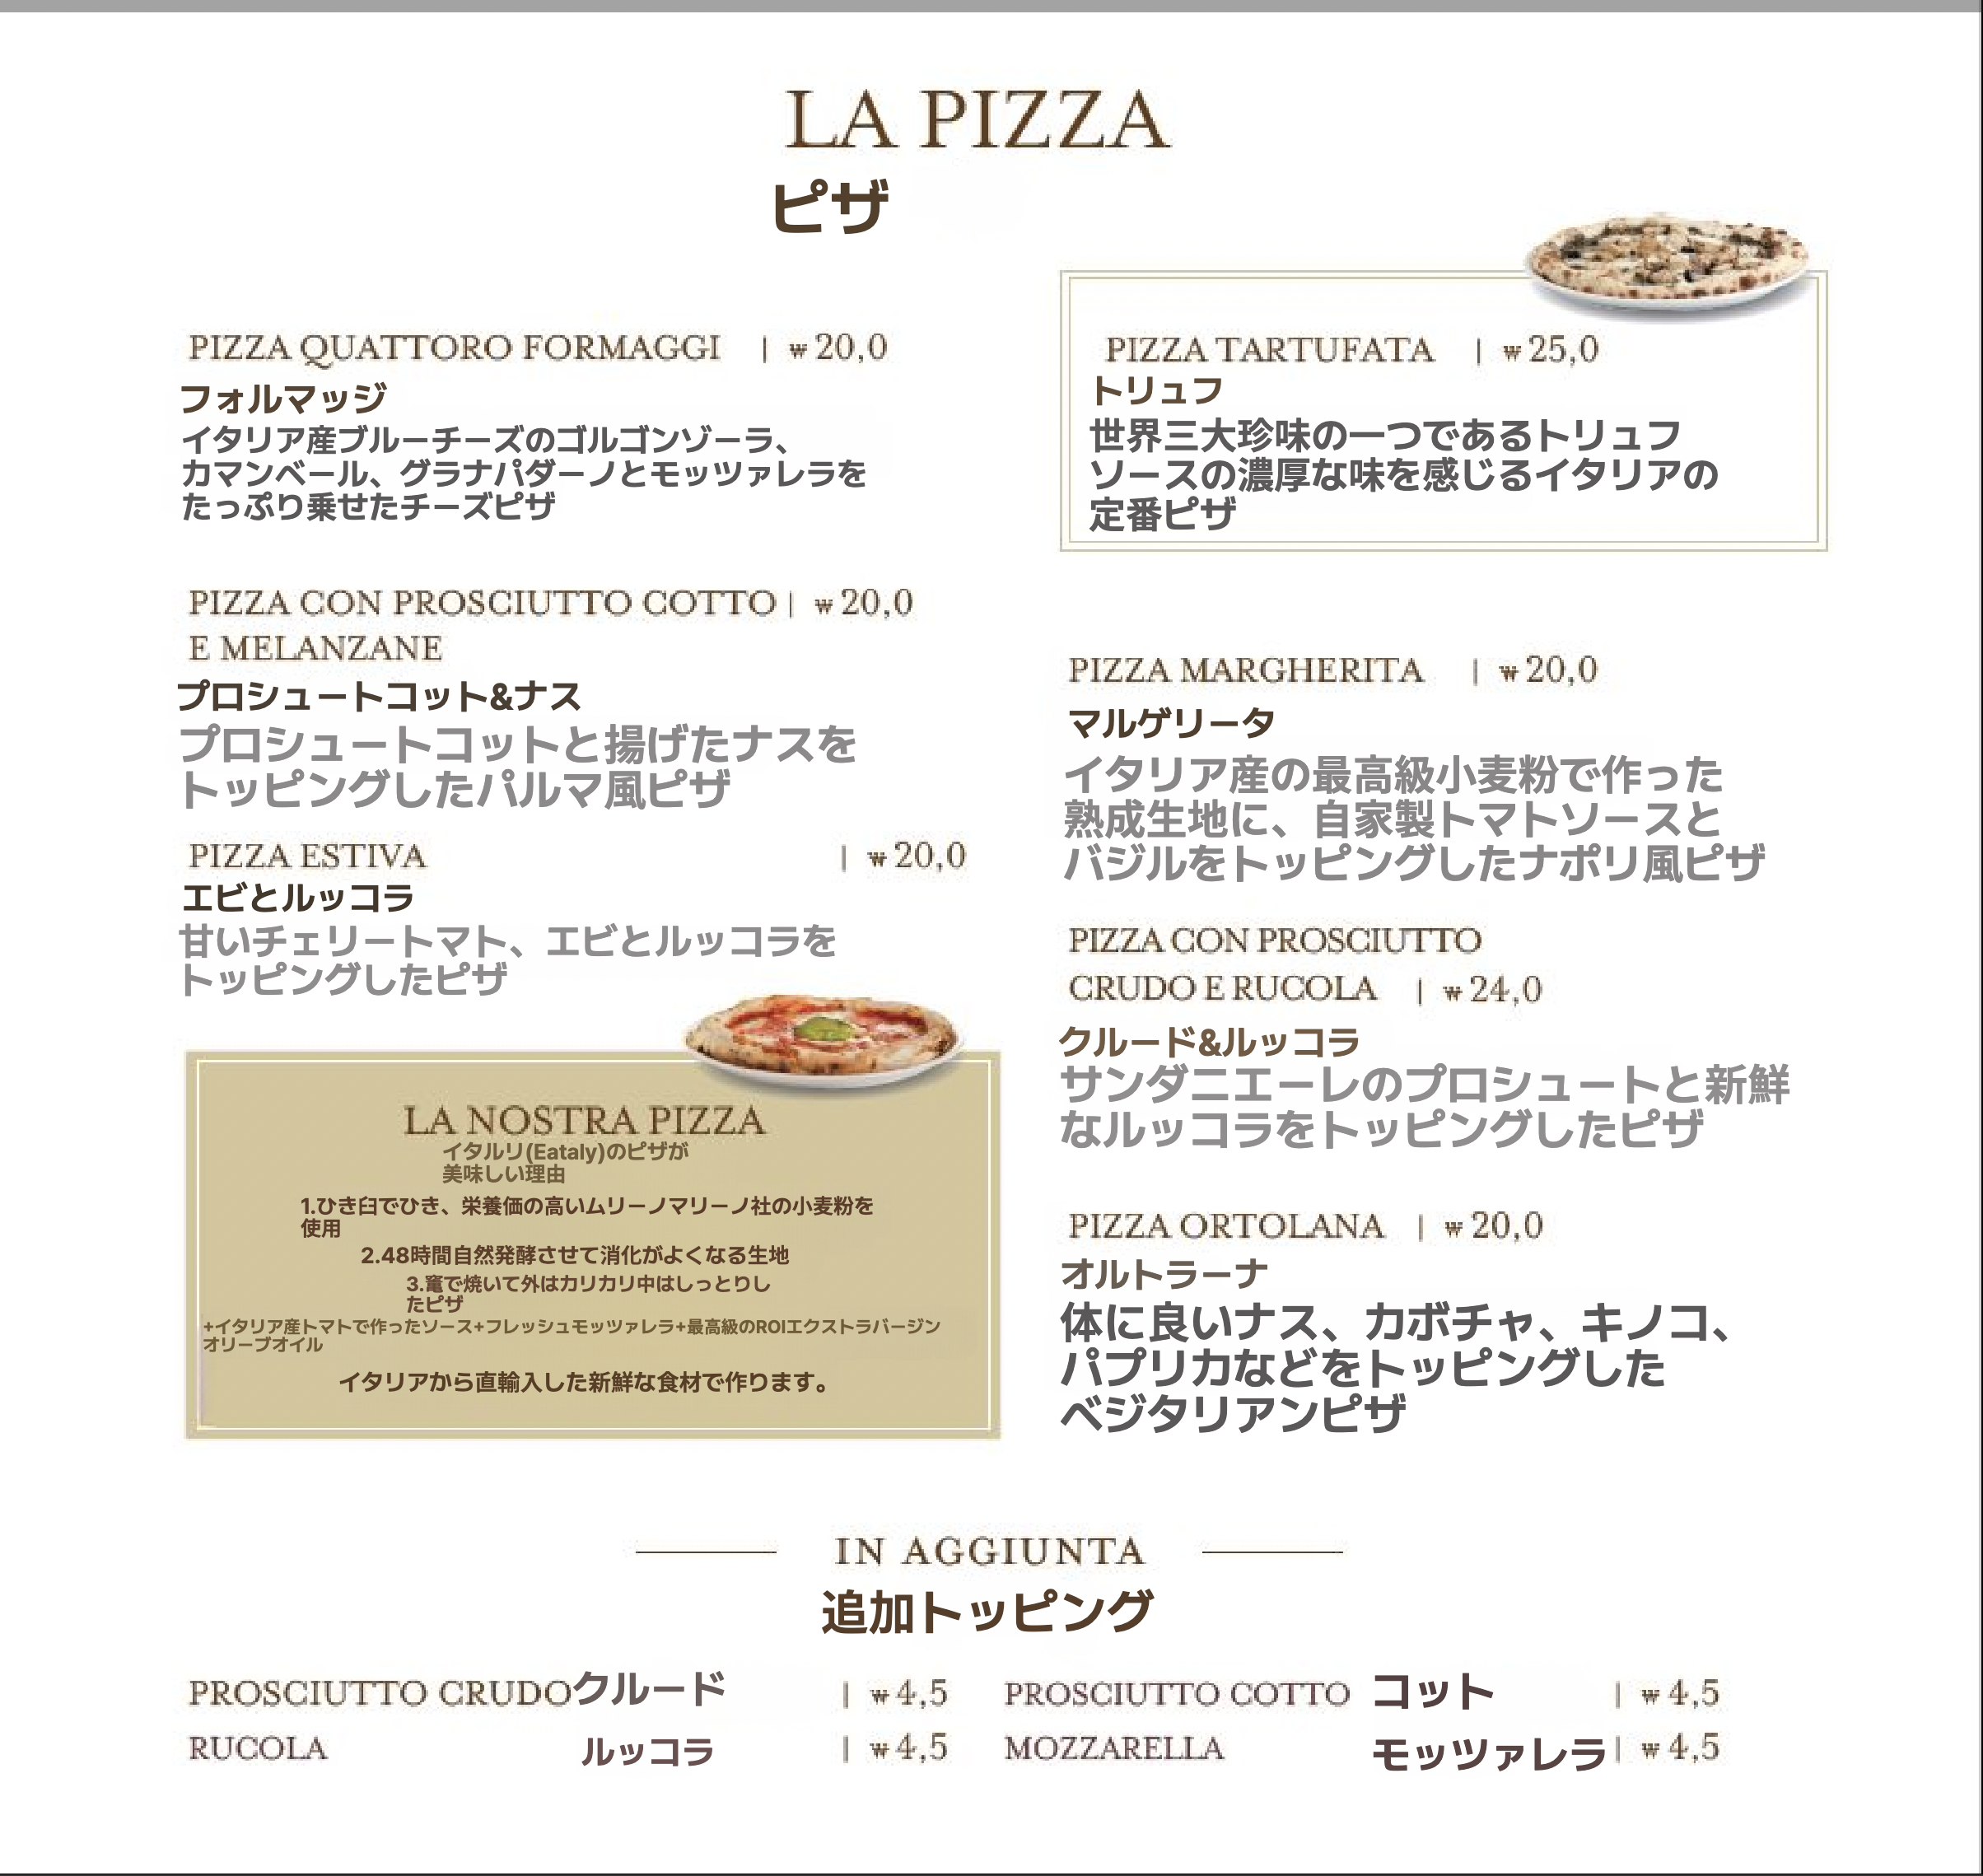 LA PIZZA
ピザ
PIZZA QUATTORO FORMAGGI | ₩20,0
フォルマッジ
イタリア産ブルーチーズのゴルゴンゾーラ、
カマンベール、グラナパダーノとモッツァレラを
たっぷり乗せたチーズピザ
PIZZA CON PROSCIUTTO COTTO | ₩20,0
E MELANZANE
プロシュートコット&ナス
プロシュートコットと揚げたナスを
トッピングしたパルマ風ピザ
PIZZA ESTIVA | ₩20,0
エビとルッコラ
甘いチェリートマト、エビとルッコラを
トッピングしたピザ
LA NOSTRA PIZZA
イタルリ(Eataly)のピザが
美味しい理由
1.ひき臼でひき、栄養価の高いムリーノマリーノ社の小麦粉を
使用
2.48時間自然発酵させて消化がよくなる生地
3.竃で焼いて外はカリカリ中はしっとりし
たピザ
+イタリア産トマトで作ったソース+フレッシュモッツァレラ+最高級のROIエクストラバージン
オリーブオイル
イタリアから直輸入した新鮮な食材で作ります。
PIZZA TARTUFATA | ₩25,0
トリュフ
世界三大珍味の一つであるトリュフ
ソースの濃厚な味を感じるイタリアの
定番ピザ
PIZZA MARGHERITA | ₩20,0
マルゲリータ
イタリア産の最高級小麦粉で作った
熟成生地に、自家製トマトソースと
バジルをトッピングしたナポリ風ピザ
PIZZA CON PROSCIUTTO
CRUDO E RUCOLA | ₩24,0
クルード&ルッコラ
サンダニエーレのプロシュートと新鮮
なルッコラをトッピングしたピザ
PIZZA ORTOLANA | ₩20,0
オルトラーナ
体に良いナス、カボチャ、キノコ、
パプリカなどをトッピングした
ベジタリアンピザ
IN AGGIUNTA
追加トッピング
PROSCIUTTO CRUDOクルード | ₩4,5 PROSCIUTTO COTTO コット | ₩4,5
RUCOLA ルッコラ | ₩4,5 MOZZARELLA モッツァレラ | ₩4,5